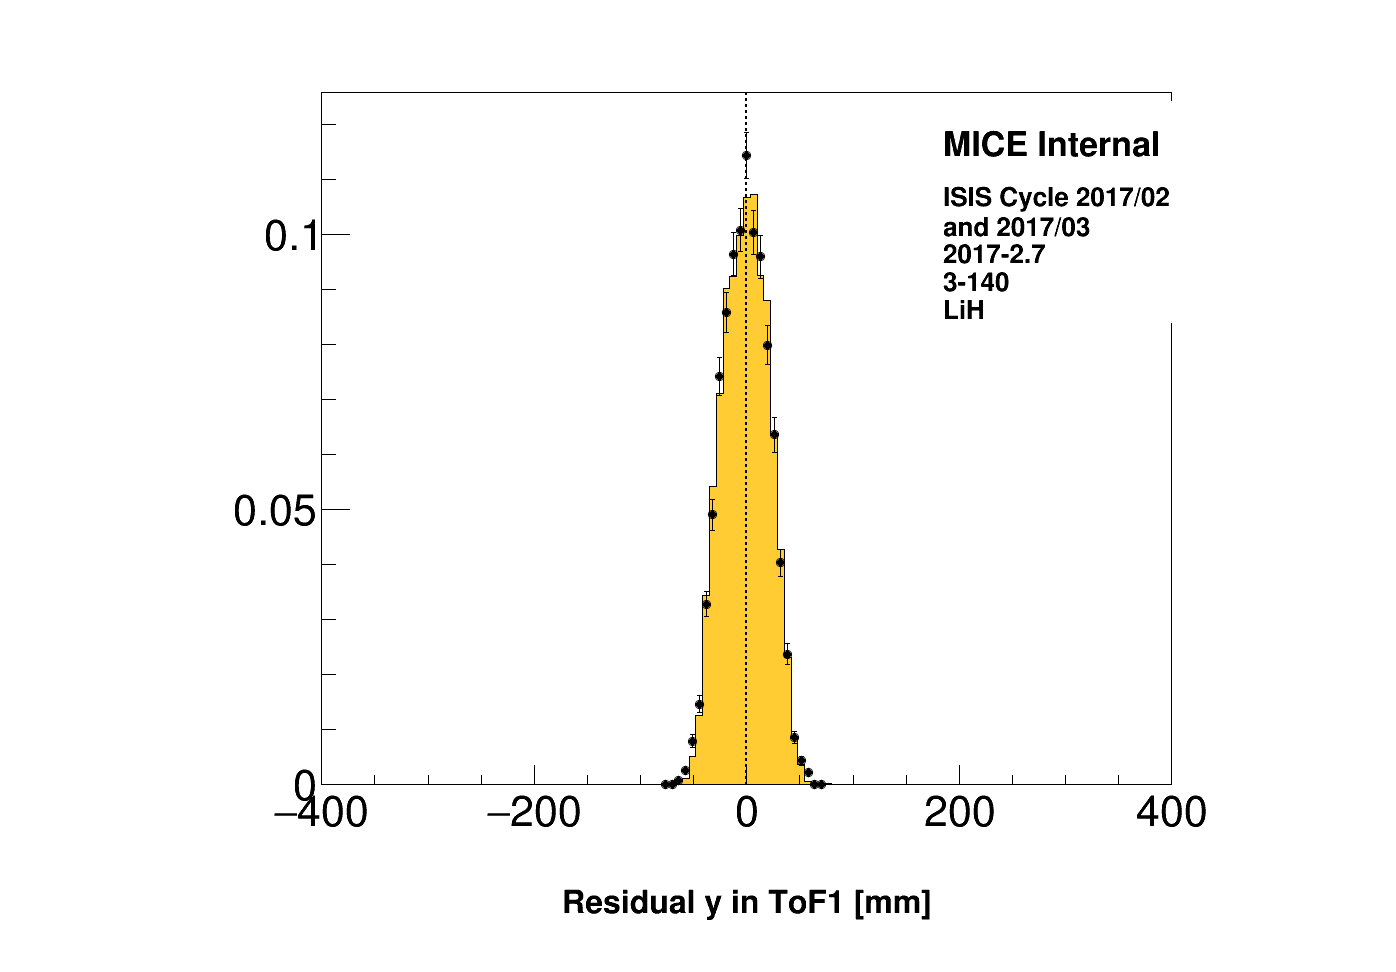 MICE Internal
ISIS Cycle 2017/02
and 2017/03
2017-2.7
3-140
LiH
0.1
0.05
0
−400 −200 0 200 400
Residual y in ToF1 [mm]